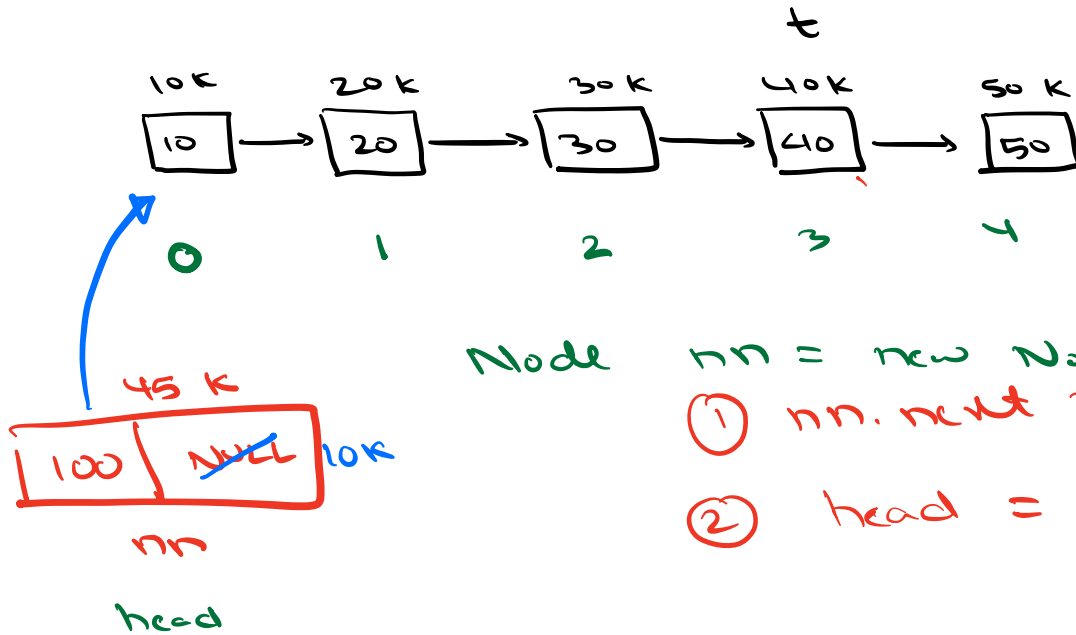 t
10K 20K 30K 40K 50K
10 20 30 40 50
0 1 2 3 4
Node nn = new No
45 K
1 nn.next
100 NULL 10K
2 head =
nn
head